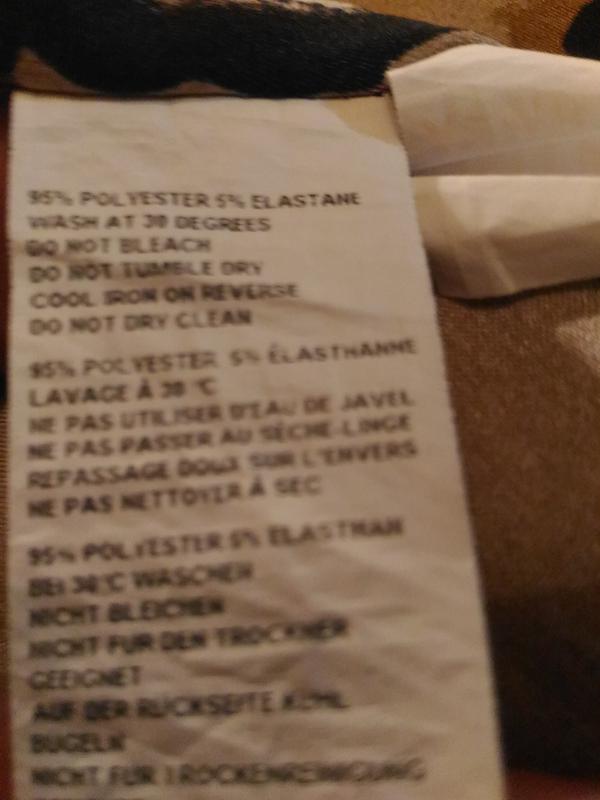 95% POLYESTER 5% ELASTANE
WASH AT 30 DEGREES
DO NOT BLEACH
DO NOT TUMBLE DRY
COOL IRON ON REVERSE
DO NOT DRY CLEAN
95% POLYESTER 5% ÉLASTHANNE
LAVAGE À 30 °C
NE PAS UTILISER D'EAU DE JAVEL
NE PAS PASSER AU SÈCHE-LINGE
REPASSAGE DOUX SUR L'ENVERS
NE PAS NETTOYER À SEC
95% POLYESTER 5% ELASTHAN
BEI 30°C WASCHEN
NICHT BLEICHEN
NICHT FÜR DEN TROCKNER
GEEIGNET
AUF DER RÜCKSEITE KÜHL
BÜGELN
NICHT FÜR TROCKENREINIGUNG